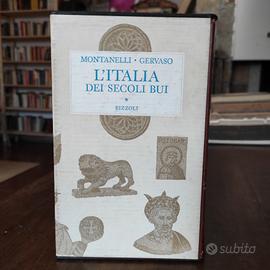 MONTANELLI · GERVASO
L'ITALIA
DEI SECOLI BUI
RIZZOLI
subito